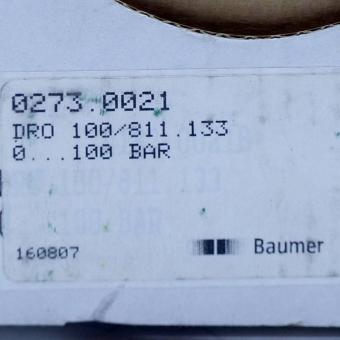 0273.0021
DRO 100/811.133
0...100 BAR
160807
Baumer